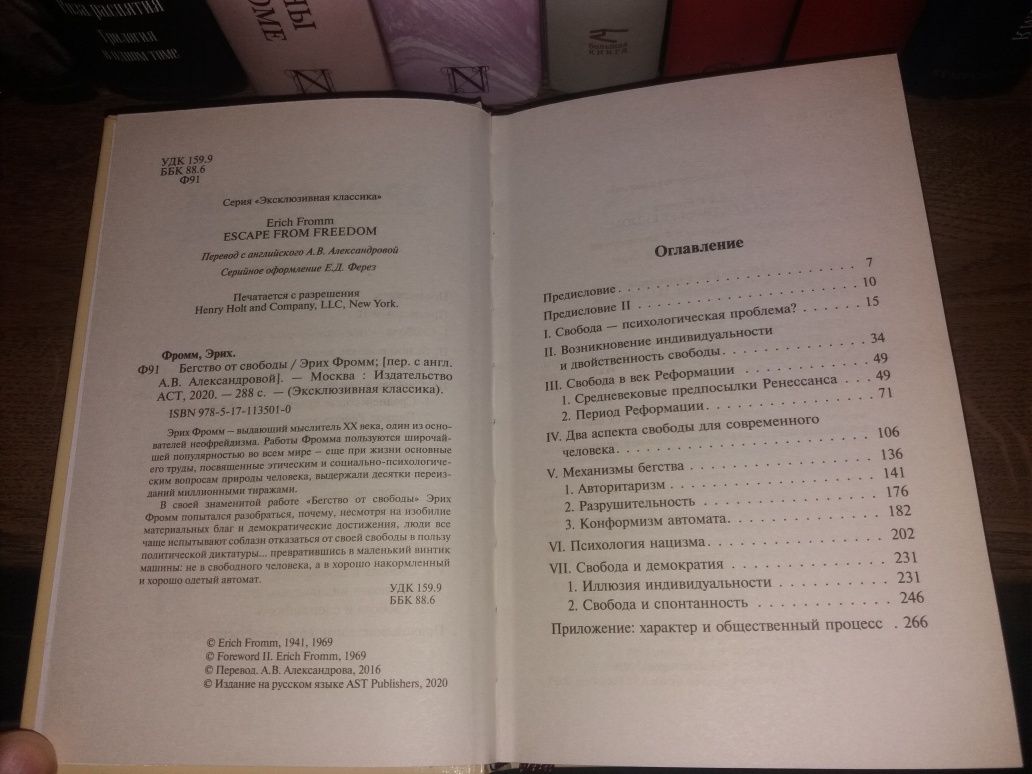 Роза распятия
Трилогия
в одном томе
НЫ
ОМЕ
большая
книга
УДК 159.9
ББК 88.6
Ф91
Серия «Эксклюзивная классика»
Erich Fromm
ESCAPE FROM FREEDOM
Перевод с английского А.В. Александровой
Серийное оформление Е.Д. Ферез
Печатается с разрешения
Henry Holt and Company, LLC, New York.
Фромм, Эрих.
Ф91 Бегство от свободы / Эрих Фромм; [пер. с англ.
А.В. Александровой]. — Москва : Издательство
АСТ, 2020. — 288 с. — (Эксклюзивная классика).
ISBN 978-5-17-113501-0
Эрих Фромм – выдающий мыслитель XX века, один из осно-
вателей неофрейдизма. Работы Фромма пользуются широчай-
шей популярностью во всем мире – еще при жизни основные
его труды, посвященные этическим и социально-психологиче-
ским вопросам природы человека, выдержали десятки переиз-
даний миллионными тиражами.
В своей знаменитой работе «Бегство от свободы» Эрих
Фромм попытался разобраться, почему, несмотря на изобилие
материальных благ и демократические достижения, люди все
чаще испытывают соблазн отказаться от своей свободы в пользу
политической диктатуры... превратившись в маленький винтик
машины: не в свободного человека, а в хорошо накормленный
и хорошо одетый автомат.
УДК 159.9
ББК 88.6
© Erich Fromm, 1941, 1969
© Foreword II. Erich Fromm, 1969
© Перевод. А.В. Александрова, 2016
© Издание на русском языке AST Publishers, 2020
Оглавление
Предисловие . . . . . . . . . . . . . . . . . . . . 7
Предисловие II . . . . . . . . . . . . . . . . . . 10
I. Свобода — психологическая проблема? . . . . . . 15
II. Возникновение индивидуальности
и двойственность свободы. . . . . . . . . . . . 34
III. Свобода в век Реформации . . . . . . . . . . . 49
1. Средневековые предпосылки Ренессанса . . . . 49
2. Период Реформации. . . . . . . . . . . . . . . 71
IV. Два аспекта свободы для современного
человека. . . . . . . . . . . . . . . . . . . . 106
V. Механизмы бегства . . . . . . . . . . . . . . . 136
1. Авторитаризм . . . . . . . . . . . . . . . . . 141
2. Разрушительность . . . . . . . . . . . . . . . 176
3. Конформизм автомата. . . . . . . . . . . . . . 182
VI. Психология нацизма. . . . . . . . . . . . . . . 202
VII. Свобода и демократия . . . . . . . . . . . . . 231
1. Иллюзия индивидуальности . . . . . . . . . . . 231
2. Свобода и спонтанность . . . . . . . . . . . . 246
Приложение: характер и общественный процесс . . 266